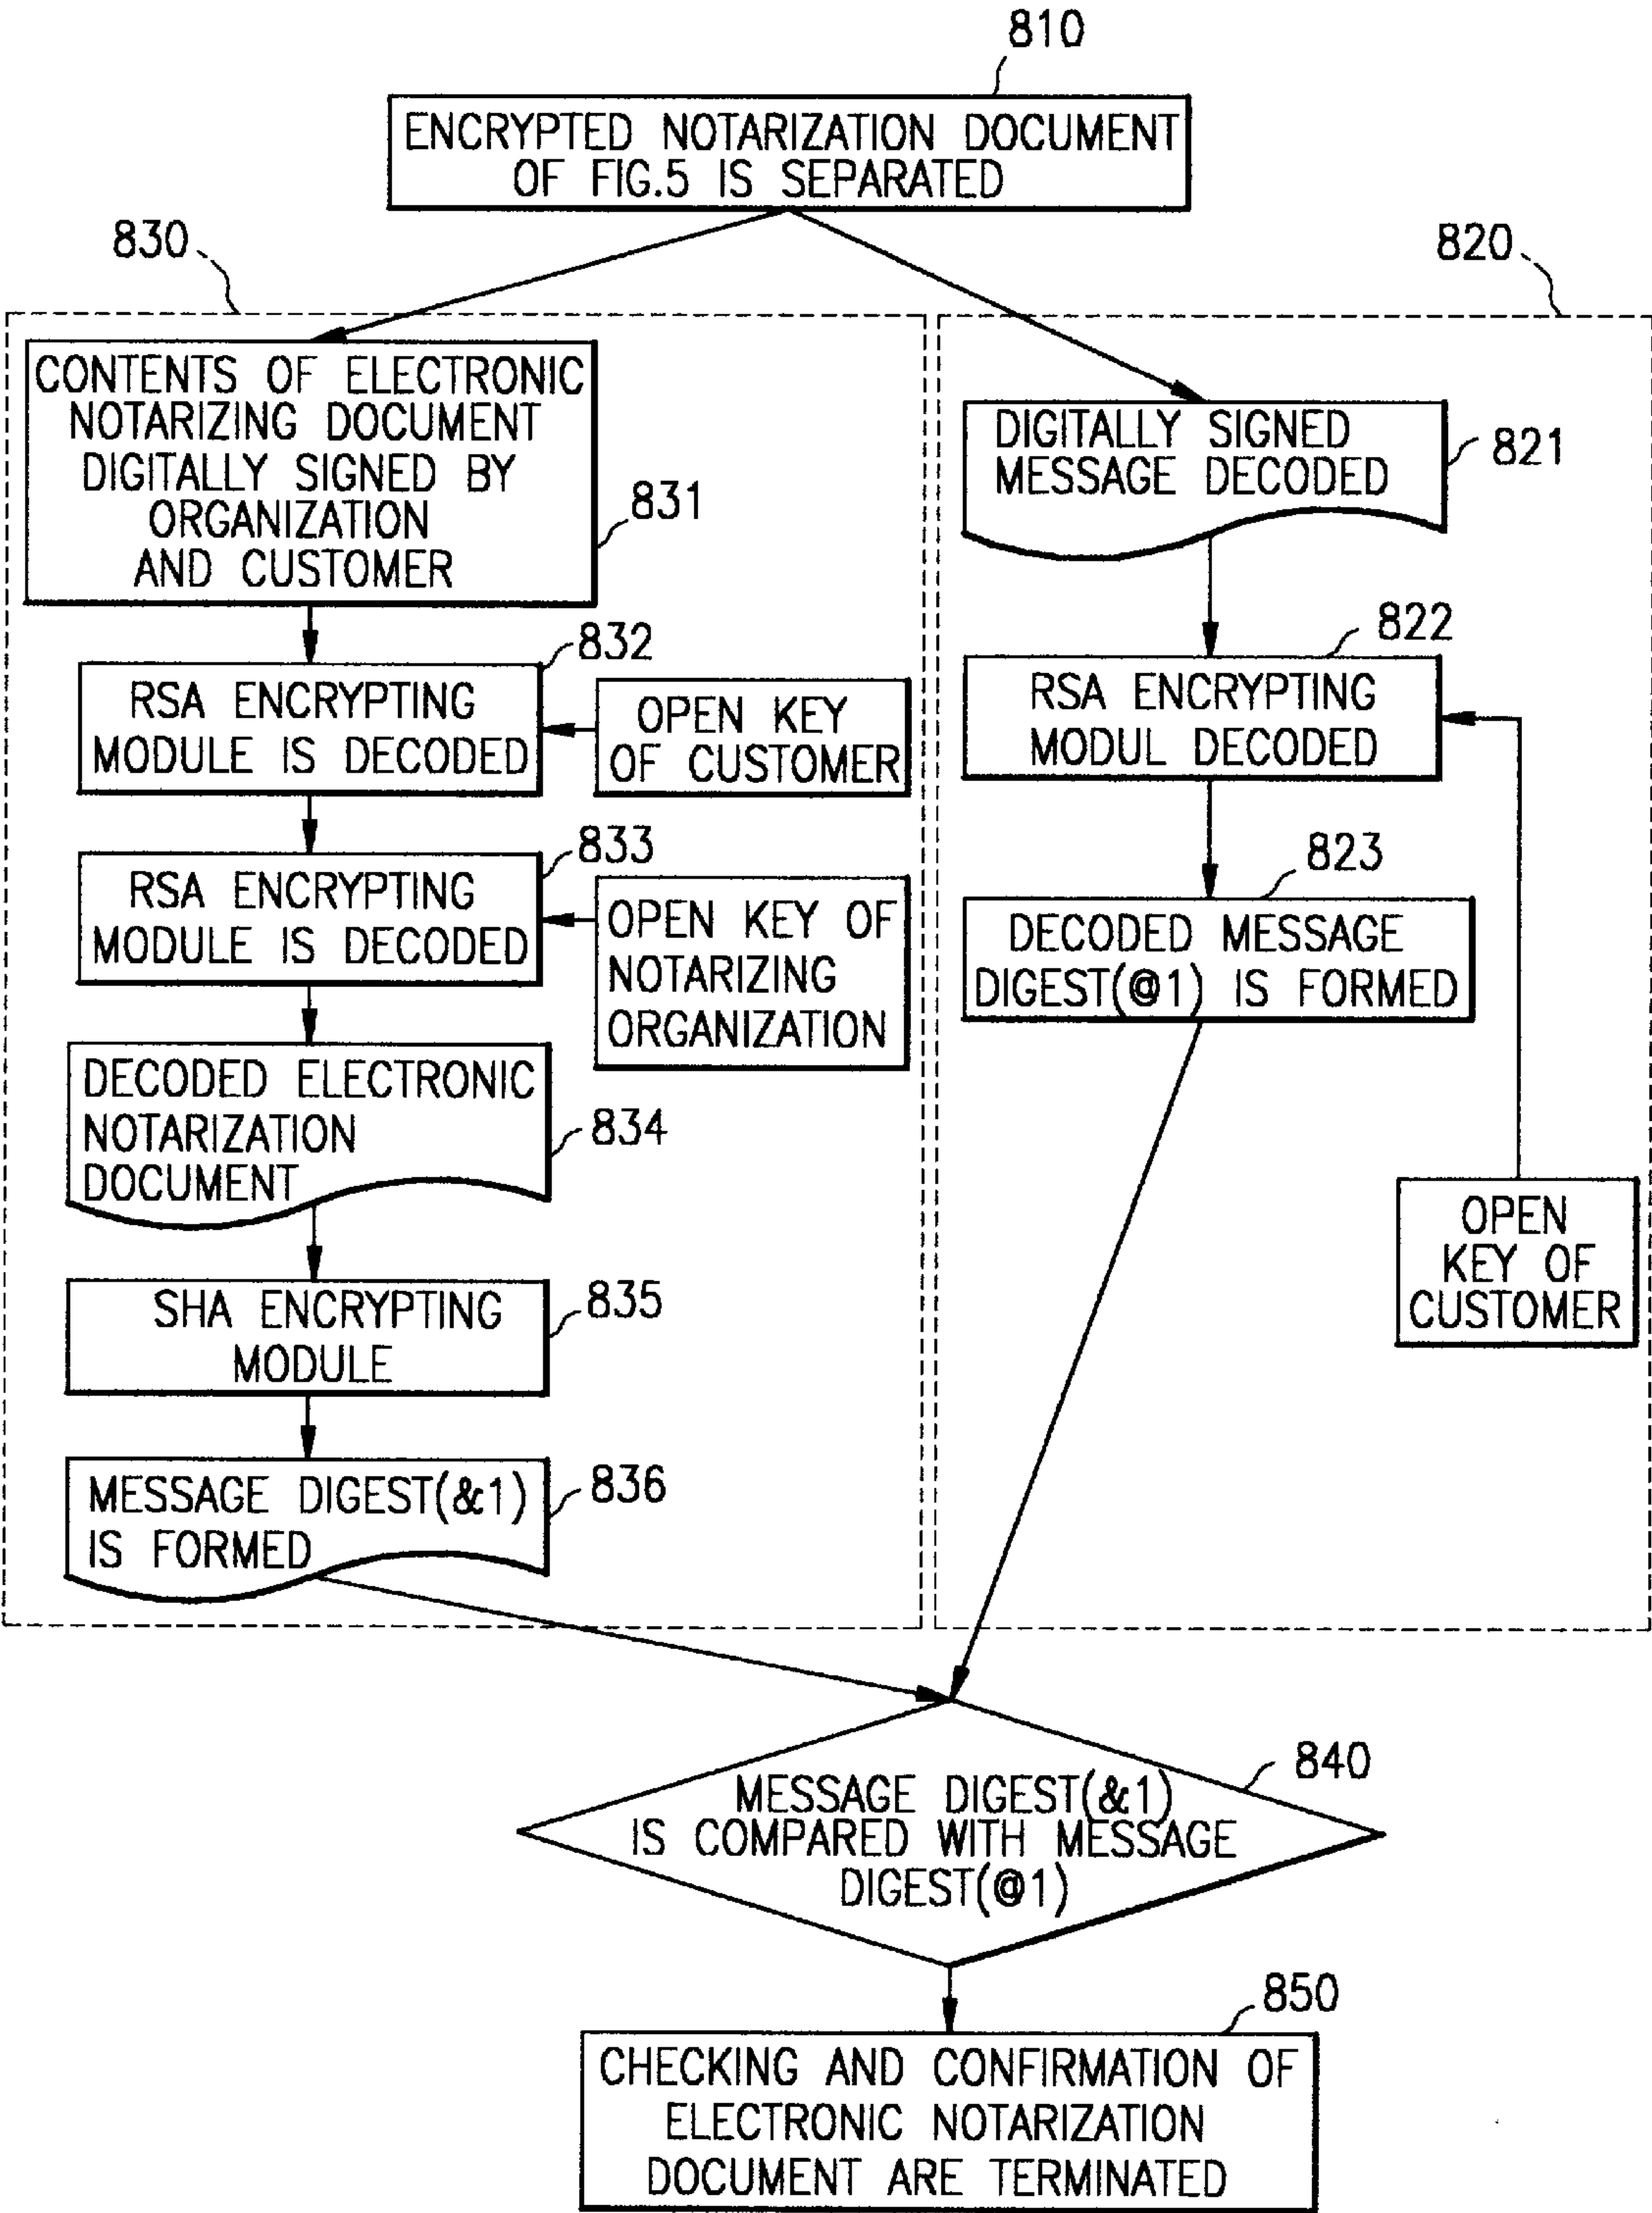 810
ENCRYPTED NOTARIZATION DOCUMENT
OF FIG.5 IS SEPARATED
830
820
CONTENTS OF ELECTRONIC
NOTARIZING DOCUMENT
DIGITALLY SIGNED BY
ORGANIZATION
AND CUSTOMER
831
DIGITALLY SIGNED
MESSAGE DECODED
821
832
RSA ENCRYPTING
MODULE IS DECODED
OPEN KEY
OF CUSTOMER
822
RSA ENCRYPTING
MODUL DECODED
833
RSA ENCRYPTING
MODULE IS DECODED
OPEN KEY OF
NOTARIZING
ORGANIZATION
823
DECODED MESSAGE
DIGEST(@1) IS FORMED
DECODED ELECTRONIC
NOTARIZATION
DOCUMENT
834
OPEN
KEY OF
CUSTOMER
SHA ENCRYPTING
MODULE
835
MESSAGE DIGEST(&1)
IS FORMED
836
840
MESSAGE DIGEST(&1)
IS COMPARED WITH MESSAGE
DIGEST(@1)
850
CHECKING AND CONFIRMATION OF
ELECTRONIC NOTARIZATION
DOCUMENT ARE TERMINATED